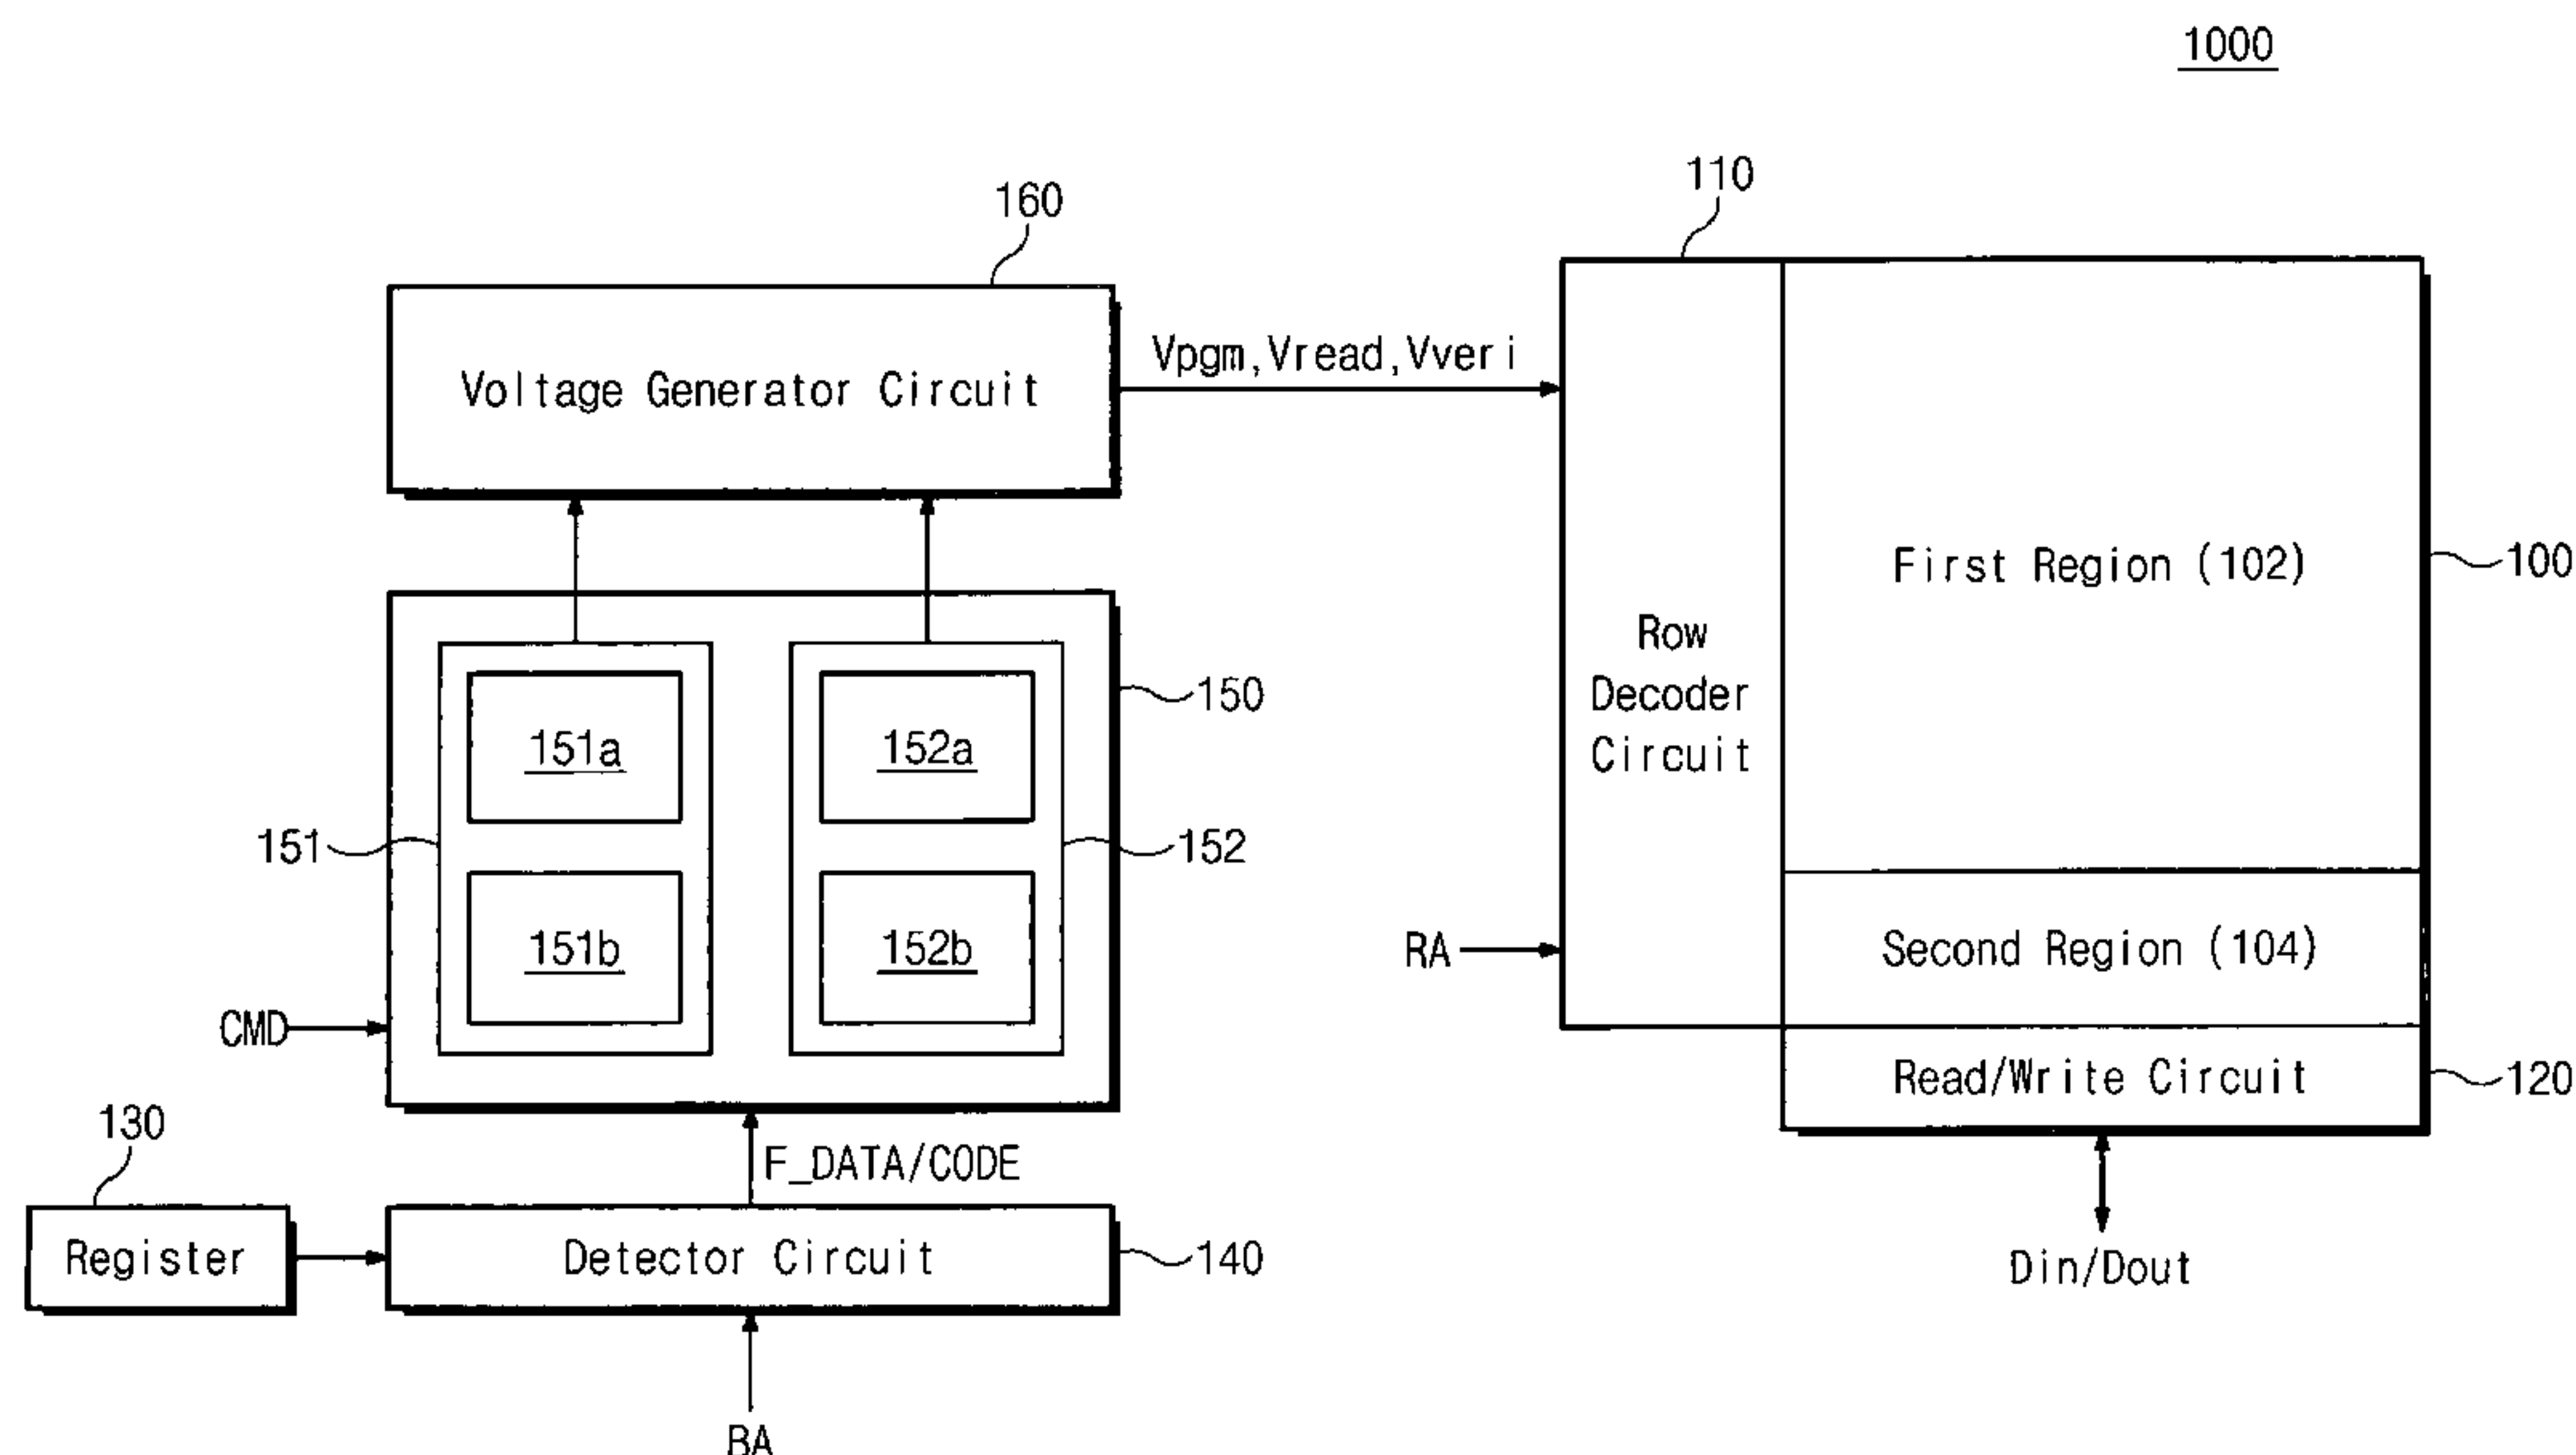 1000
110
160
Vpgm,Vread,Vveri
Voltage Generator Circuit
First Region (102)
100
Row
Decoder
Circuit
150
151a
152a
151
152
151b
152b
RA
Second Region (104)
CMD
Read/Write Circuit
120
130
F_DATA/CODE
Register
Detector Circuit
140
Din/Dout
BA